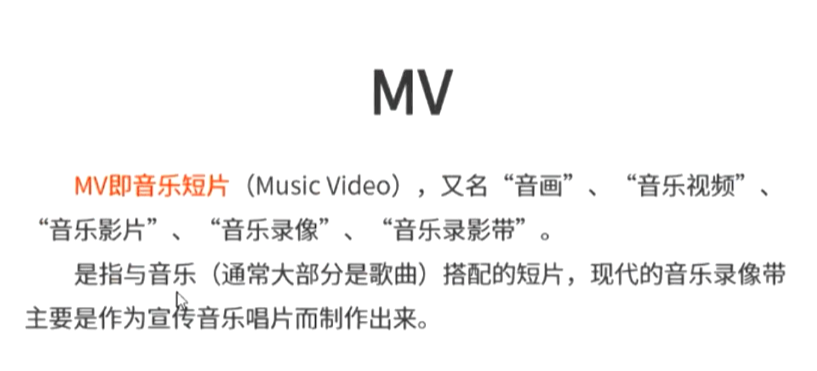 MV
MV即音乐短片（Music Video），又名“音画”、“音乐视频”、
“音乐影片”、“音乐录像”、“音乐录影带”。
是指与音乐（通常大部分是歌曲）搭配的短片，现代的音乐录像带
主要是作为宣传音乐唱片而制作出来。